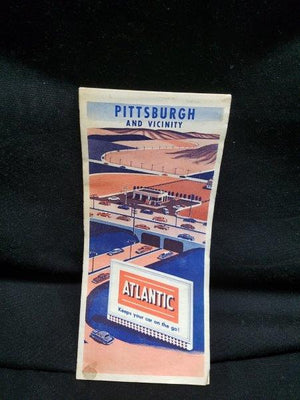 PITTSBURGH
AND VICINITY
ATLANTIC
Keeps your car on the go!